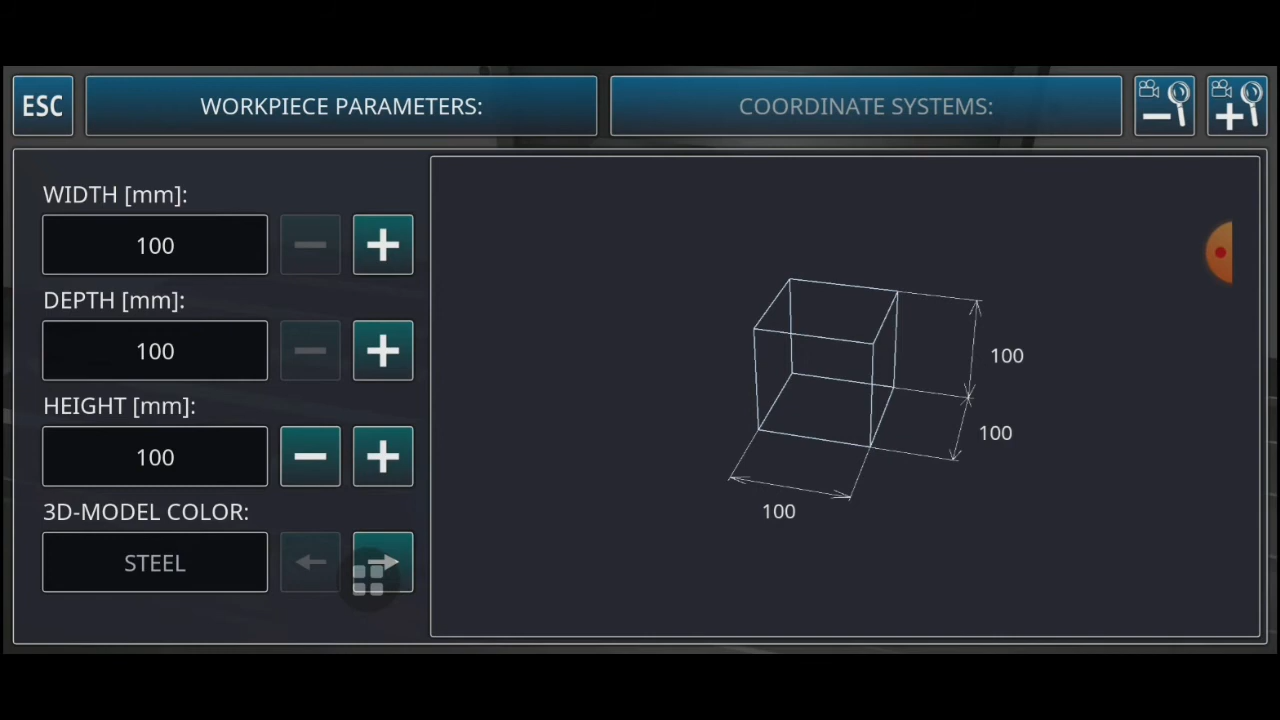 ESC
WORKPIECE PARAMETERS:
COORDINATE SYSTEMS:
WIDTH [mm]:
100
DEPTH [mm]:
100
HEIGHT [mm]:
100
3D-MODEL COLOR:
STEEL
100
100
100